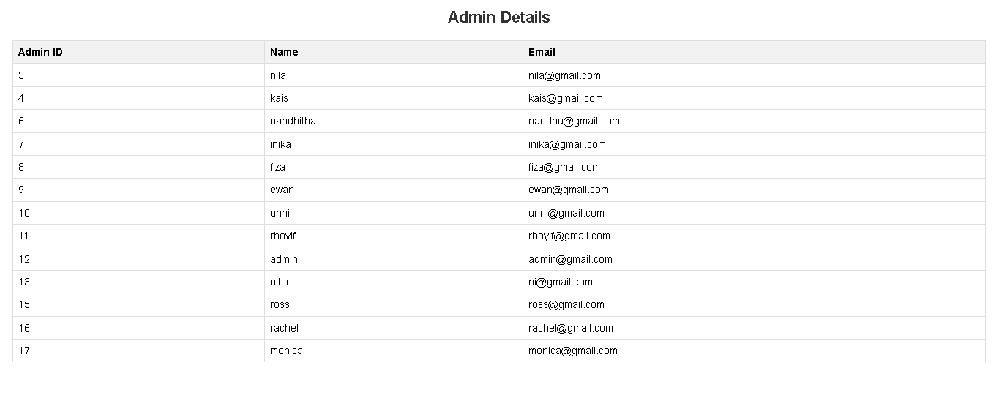 Admin Details
Admin ID Name Email
3 nila nila@gmail.com
4 kais kais@gmail.com
6 nandhitha nandhu@gmail.com
7 inika inika@gmail.com
8 fiza fiza@gmail.com
9 ewan ewan@gmail.com
10 unni unni@gmail.com
11 rhoyif rhoyif@gmail.com
12 admin admin@gmail.com
13 nibin ni@gmail.com
15 ross ross@gmail.com
16 rachel rachel@gmail.com
17 monica monica@gmail.com